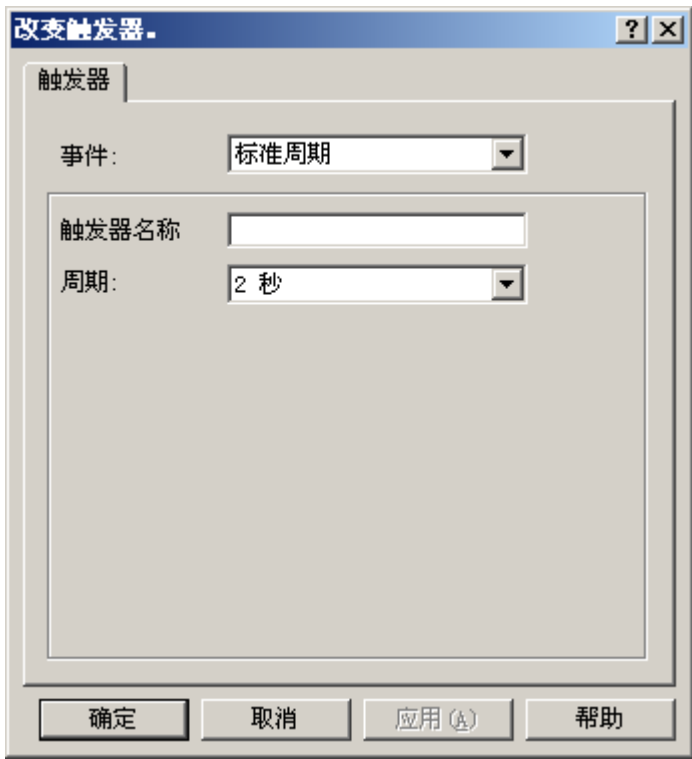 改变触发器.
触发器
事件: 标准周期
触发器名称
周期: 2 秒
确定 取消 应用(A) 帮助